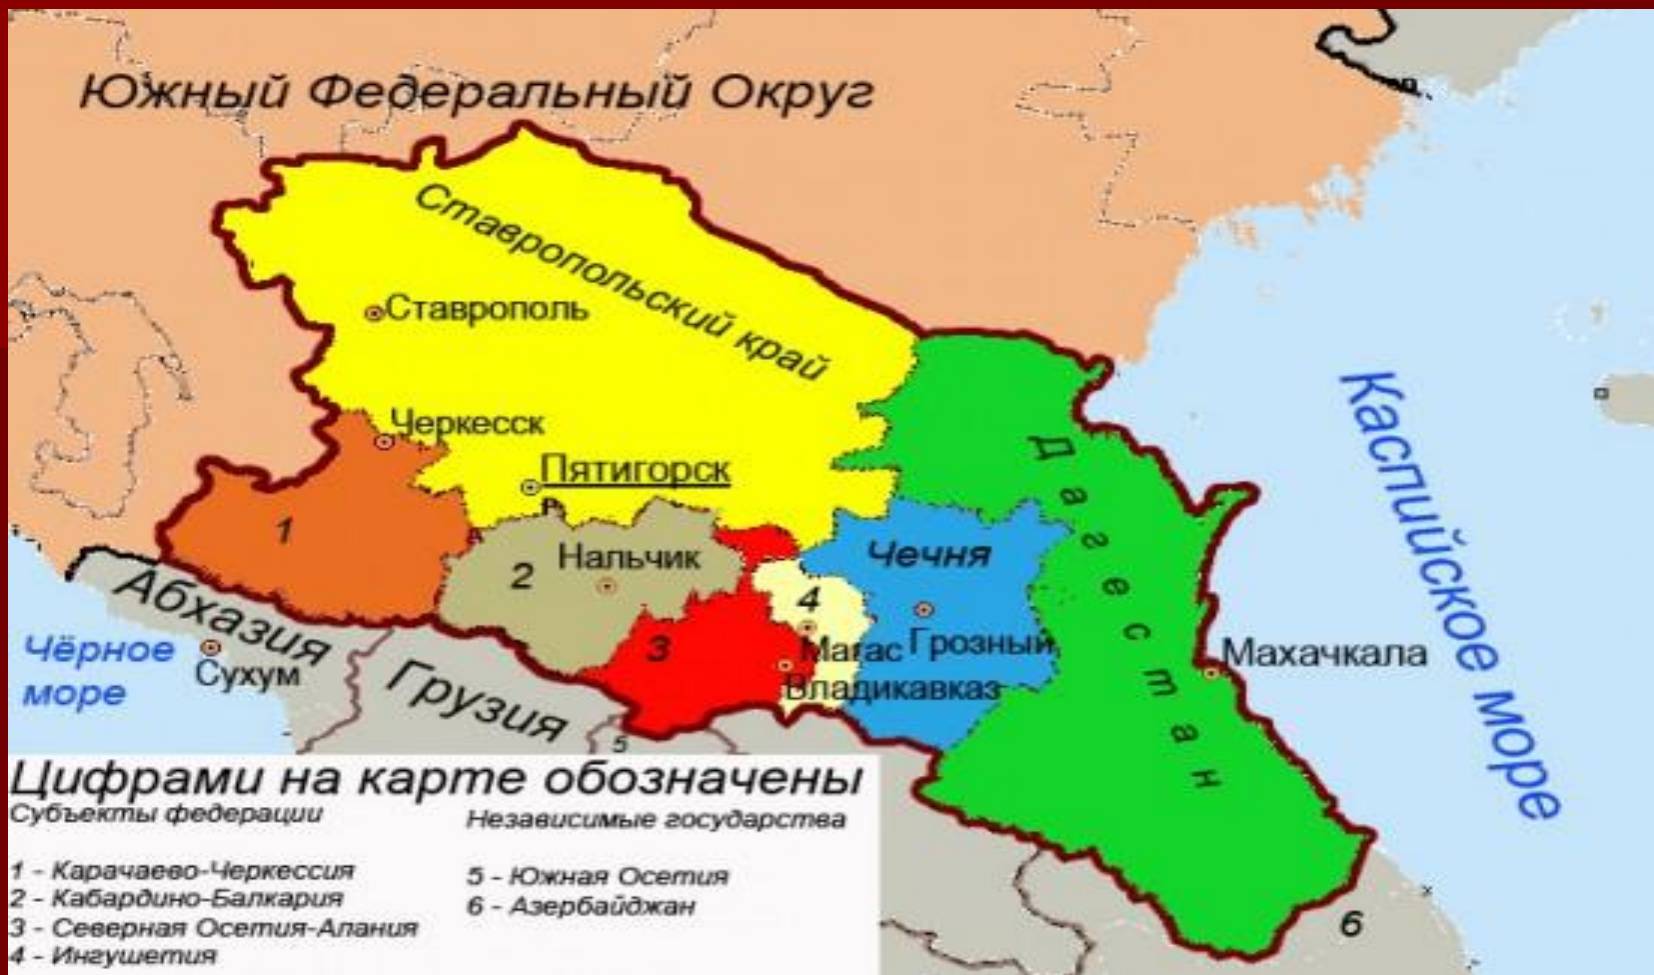 Южный Федеральный Округ
Ставропольский край
Ставрополь
Черкесск
Пятигорск
1
2
Нальчик
3
4
Магас
Владикавказ
Чечня
Грозный
Дагестан
Махачкала
Каспийское море
Абхазия
Чёрное
море
Сухум
Грузия
5
6
Цифрами на карте обозначены
Субъекты федерации
1 - Карачаево-Черкессия
2 - Кабардино-Балкария
3 - Северная Осетия-Алания
4 - Ингушетия
Независимые государства
5 - Южная Осетия
6 - Азербайджан